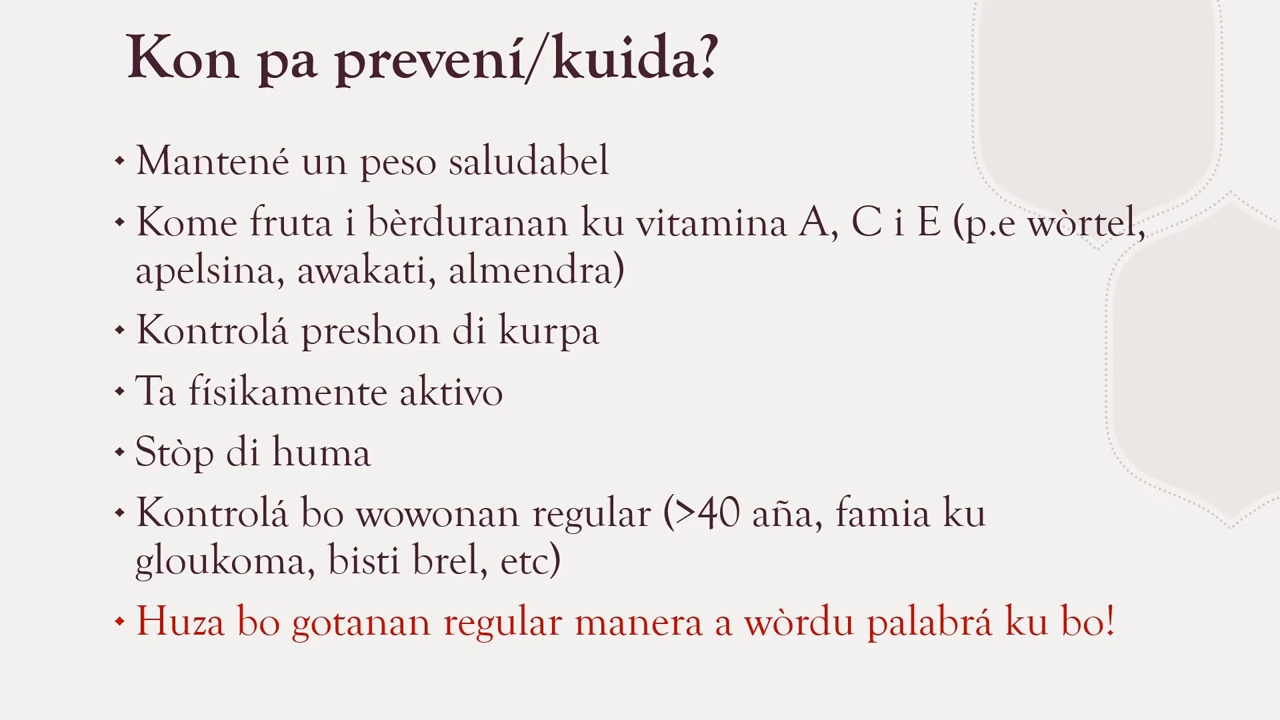 Kon pa prevení/kuida?
• Mantené un peso saludabel
• Kome fruta i bèrduranan ku vitamina A, C i E (p.e wòrtel,
apelsina, awakati, almendra)
• Kontrolá preshon di kurpa
• Ta físikamente aktivo
• Stòp di huma
• Kontrolá bo wowonan regular (>40 aña, famia ku
gloukoma, bisti brel, etc)
• Huza bo gotanan regular manera a wòrdu palabrá ku bo!